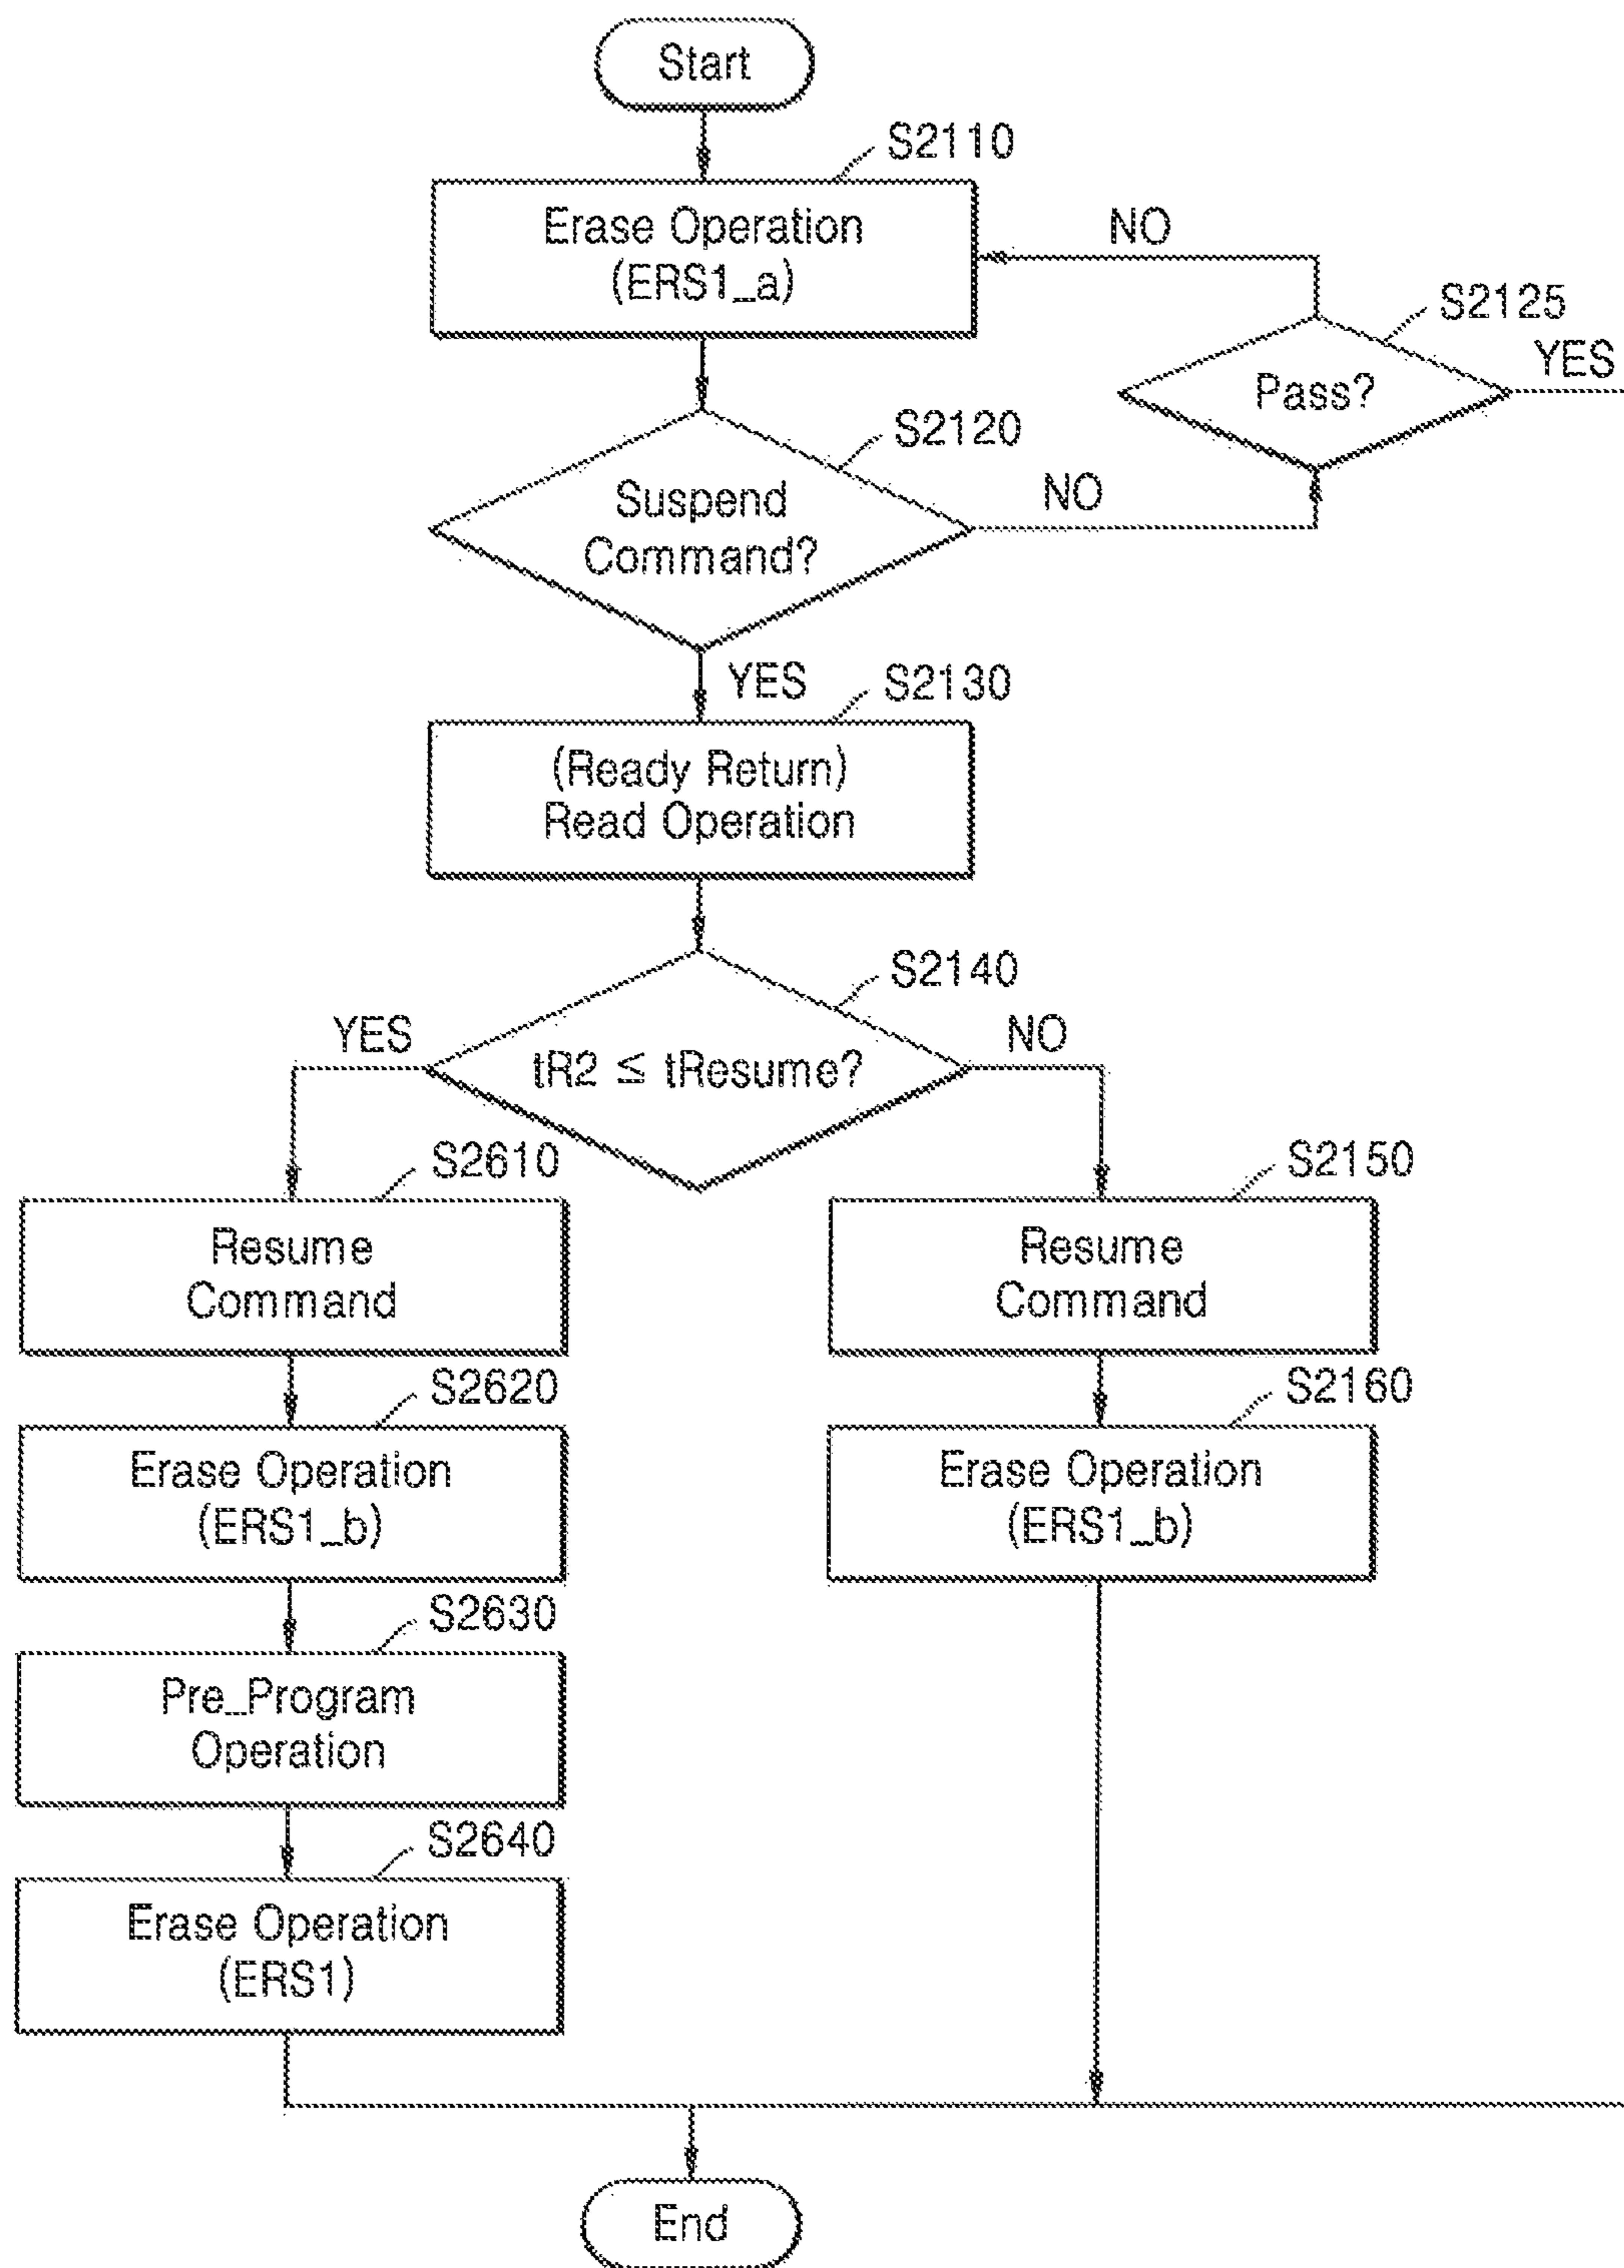 Start
S2110
Erase Operation
(ERS1_a)
NO
S2125
YES
Pass?
S2120
Suspend
Command?
NO
YES
S2130
(Ready Return)
Read Operation
S2140
YES
tR2 ≤ tResume?
NO
S2610
Resume
Command
S2150
Resume
Command
S2620
Erase Operation
(ERS1_b)
S2160
Erase Operation
(ERS1_b)
S2630
Pre_Program
Operation
S2640
Erase Operation
(ERS1)
End